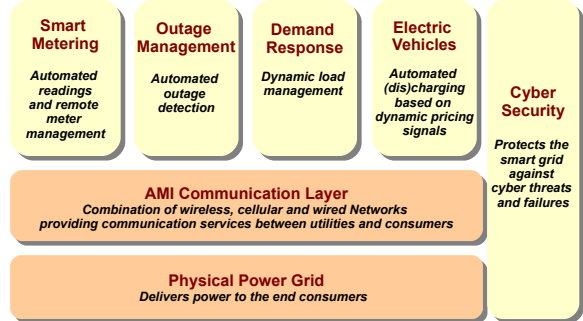 Smart
Metering
Automated
readings
and remote
meter
management
Outage
Management
Automated
outage
detection
Demand
Response
Dynamic load
management
Electric
Vehicles
Automated
(dis)charging
based on
dynamic pricing
signals
Cyber
Security
Protects the
smart grid
against
cyber threats
and failures
AMI Communication Layer
Combination of wireless, cellular and wired Networks
providing communication services between utilities and consumers
Physical Power Grid
Delivers power to the end consumers